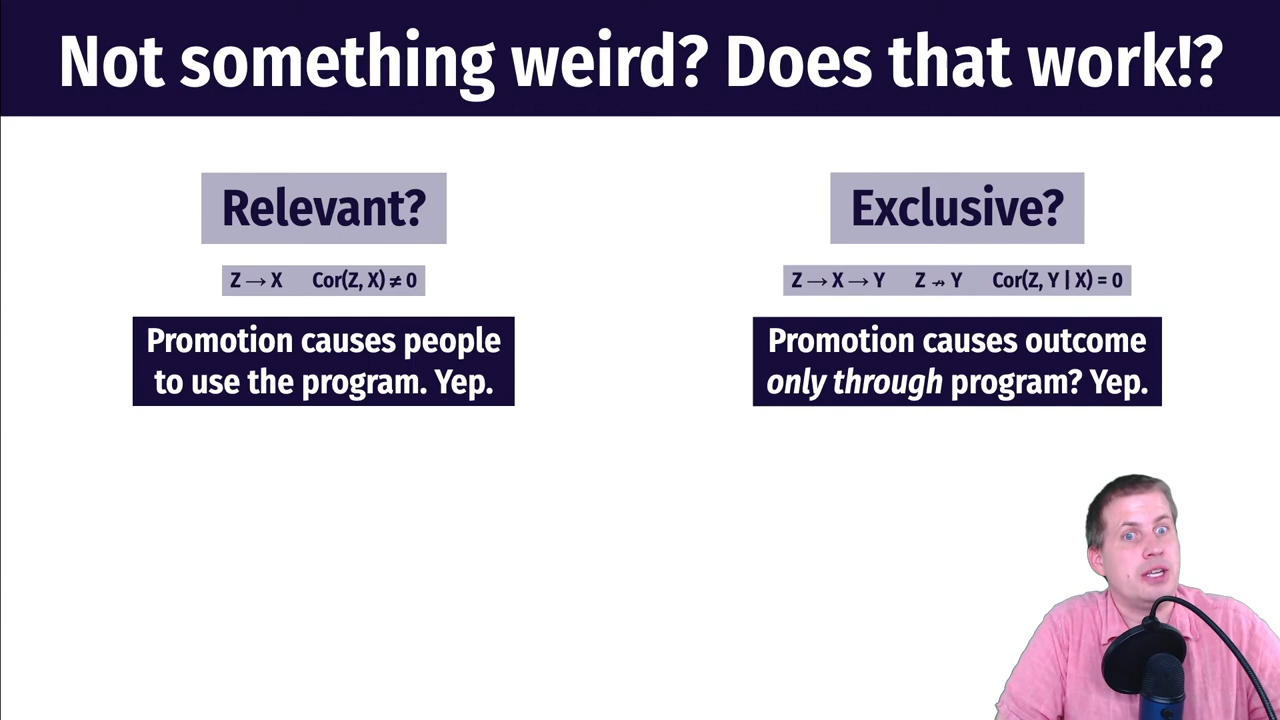 Not something weird? Does that work!?
Relevant?
Z → X Cor(Z, X) ≠ 0
Promotion causes people
to use the program. Yep.
Exclusive?
Z → X → Y Z ↛ Y Cor(Z, Y | X) = 0
Promotion causes outcome
only through program? Yep.